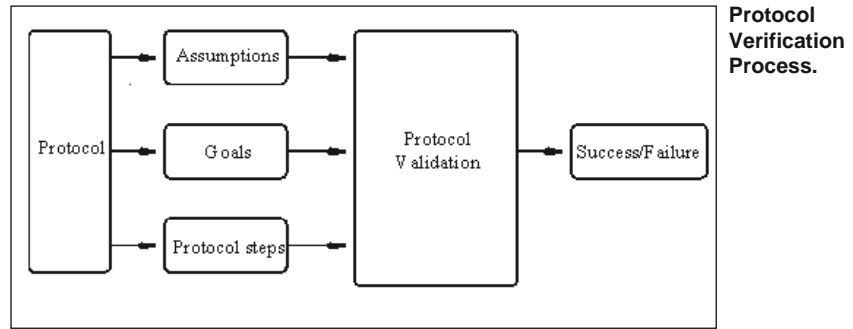 Protocol
Verification
Process.
Assumptions
Protocol
Goals
Protocol steps
Protocol
Validation
Success/Failure